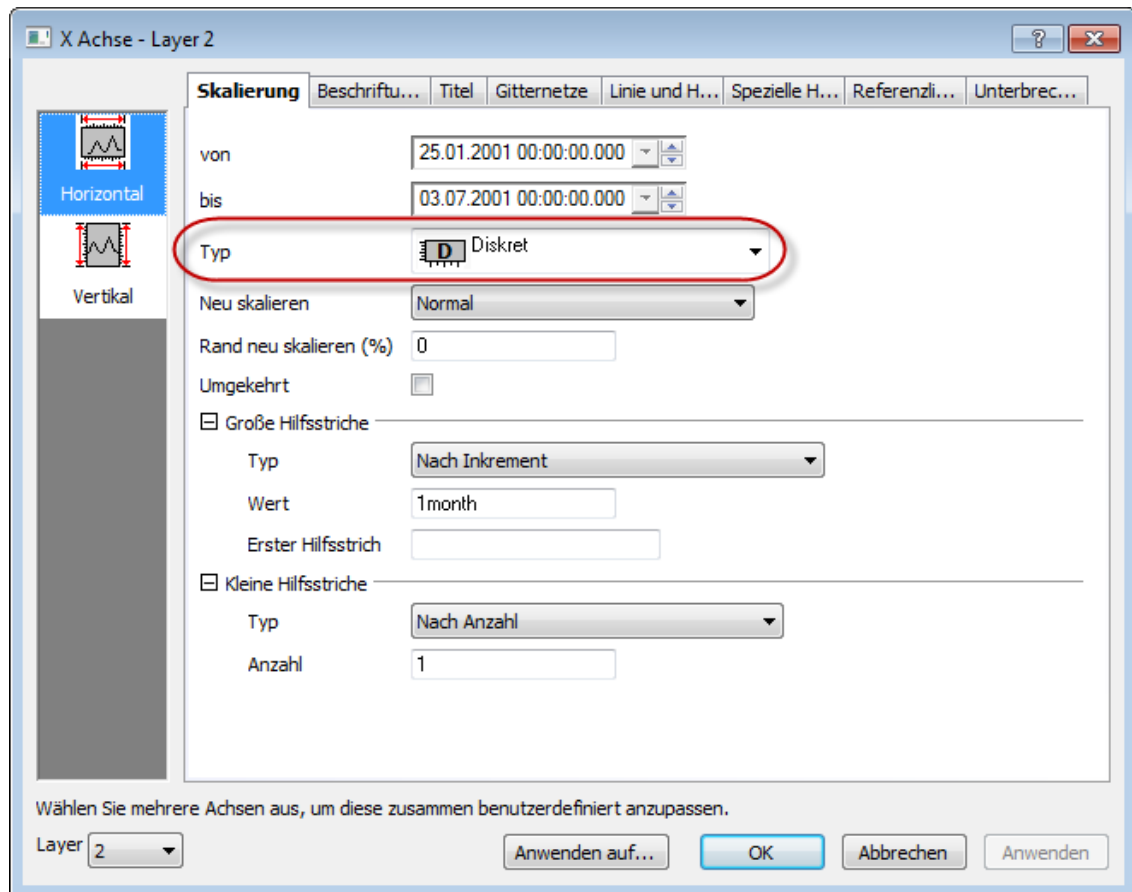 X Achse - Layer 2
Skalierung Beschriftu... Titel Gitternetze Linie und H... Spezielle H... Referenzli... Unterbrec...
Horizontal
Vertikal
von 25.01.2001 00:00:00.000
bis 03.07.2001 00:00:00.000
Typ D Diskret
Neu skalieren Normal
Rand neu skalieren (%) 0
Umgekehrt
Große Hilfsstriche
Typ Nach Inkrement
Wert 1month
Erster Hilfsstrich
Kleine Hilfsstriche
Typ Nach Anzahl
Anzahl 1
Wählen Sie mehrere Achsen aus, um diese zusammen benutzerdefiniert anzupassen.
Layer 2 Anwenden auf... OK Abbrechen Anwenden